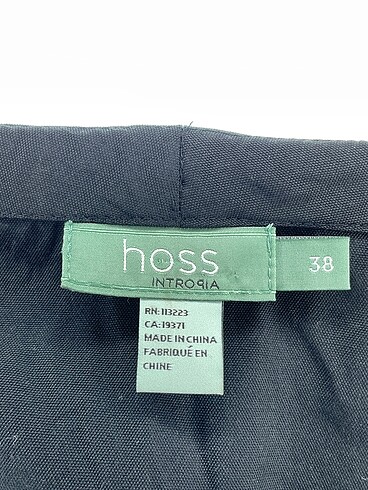 hoss
INTROPIA
38
RN: 113223
CA: 19371
MADE IN CHINA
FABRIQUÉ EN
CHINE